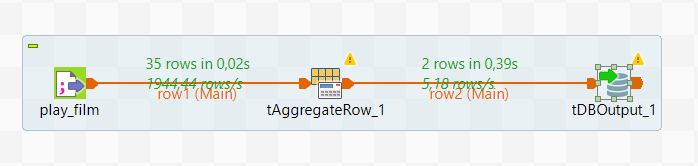 35 rows in 0,02s
1944,44 rows/s
row1 (Main)
2 rows in 0,39s
5,18 rows/s
row2 (Main)
play_film
tAggregateRow_1
tDBOutput_1